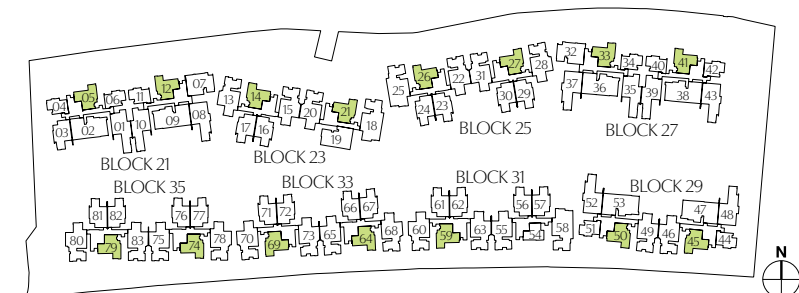 04 05 06 11 12 07
03 02 01 10 09 08
BLOCK 21
13 14 15 20 21 18
17 16 19
BLOCK 23
25 26 22 31 27 28
24 23 30 29
BLOCK 25
32 33 34 40 41 42
37 36 35 39 38 43
BLOCK 27
BLOCK 35
81 82 76 77
80 79 83 75 74 78
BLOCK 33
71 72 66 67
70 69 73 65 64 68
BLOCK 31
61 62 56 57
60 59 63 55 54 58
BLOCK 29
52 53 47 48
51 50 49 46 45 44
N